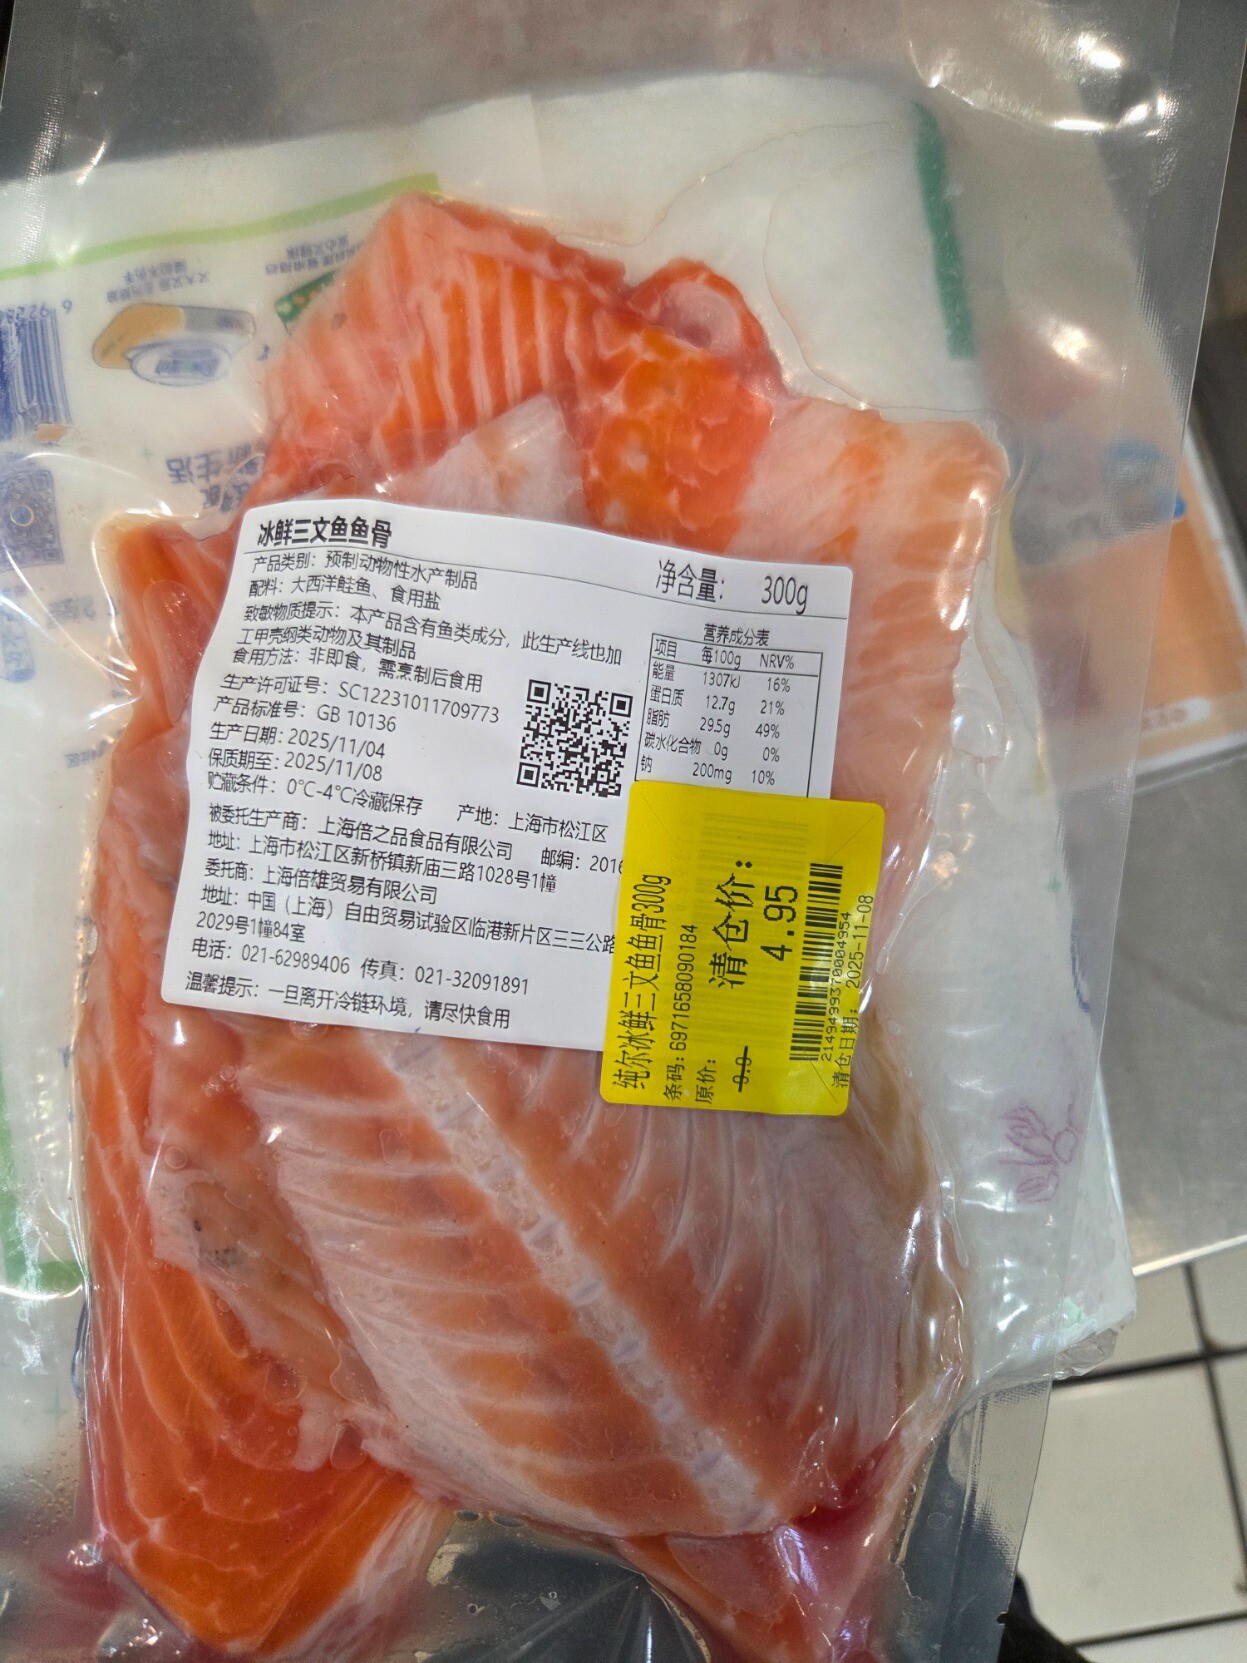 冰鲜三文鱼鱼骨
净含量: 300g
产品类别: 预制动物性水产制品
配料: 大西洋鲑鱼、食用盐
致敏物质提示: 本产品含有鱼类成分, 此生产线也加
工甲壳纲类动物及其制品
食用方法: 非即食, 需烹制后食用
生产许可证号: SC12231011709773
产品标准号: GB 10136
生产日期: 2025/11/04
保质期至: 2025/11/08
贮藏条件: 0℃-4℃冷藏保存 产地: 上海市松江区
被委托生产商: 上海倍之品食品有限公司 邮编: 2016
地址: 上海市松江区新桥镇新庙三路1028号1幢
委托商: 上海倍雄贸易有限公司
地址: 中国（上海）自由贸易试验区临港新片区三三公路
2029号1幢84室
电话: 021-62989406 传真: 021-32091891
温馨提示: 一旦离开冷链环境, 请尽快食用
营养成分表
项目 每100g NRV%
能量 1307kJ 16%
蛋白质 12.7g 21%
脂肪 29.5g 49%
碳水化合物 0g 0%
钠 200mg 10%
纯尔冰鲜三文鱼鱼骨300g
条码: 6971658090184
原价: 9.9
清仓价:
4.95
2149499370004954
清仓日期: 2025-11-08
新生活